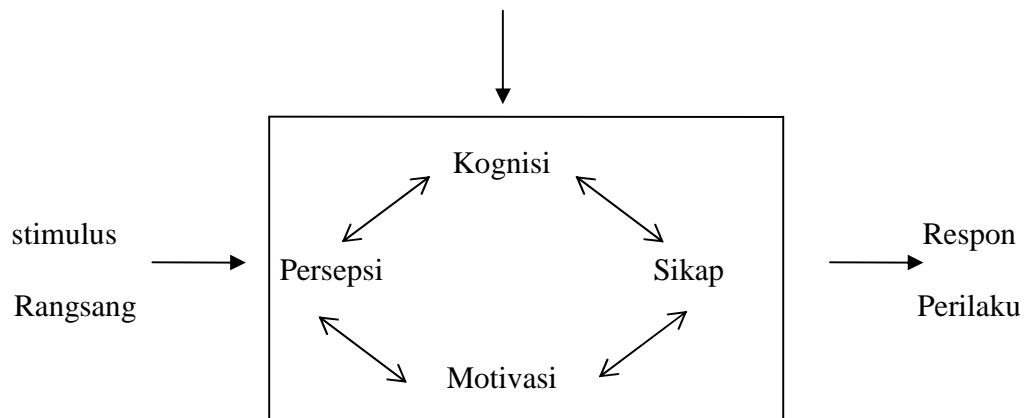 Kognisi
stimulus
Respon
Persepsi
Sikap
Rangsang
Perilaku
Motivasi